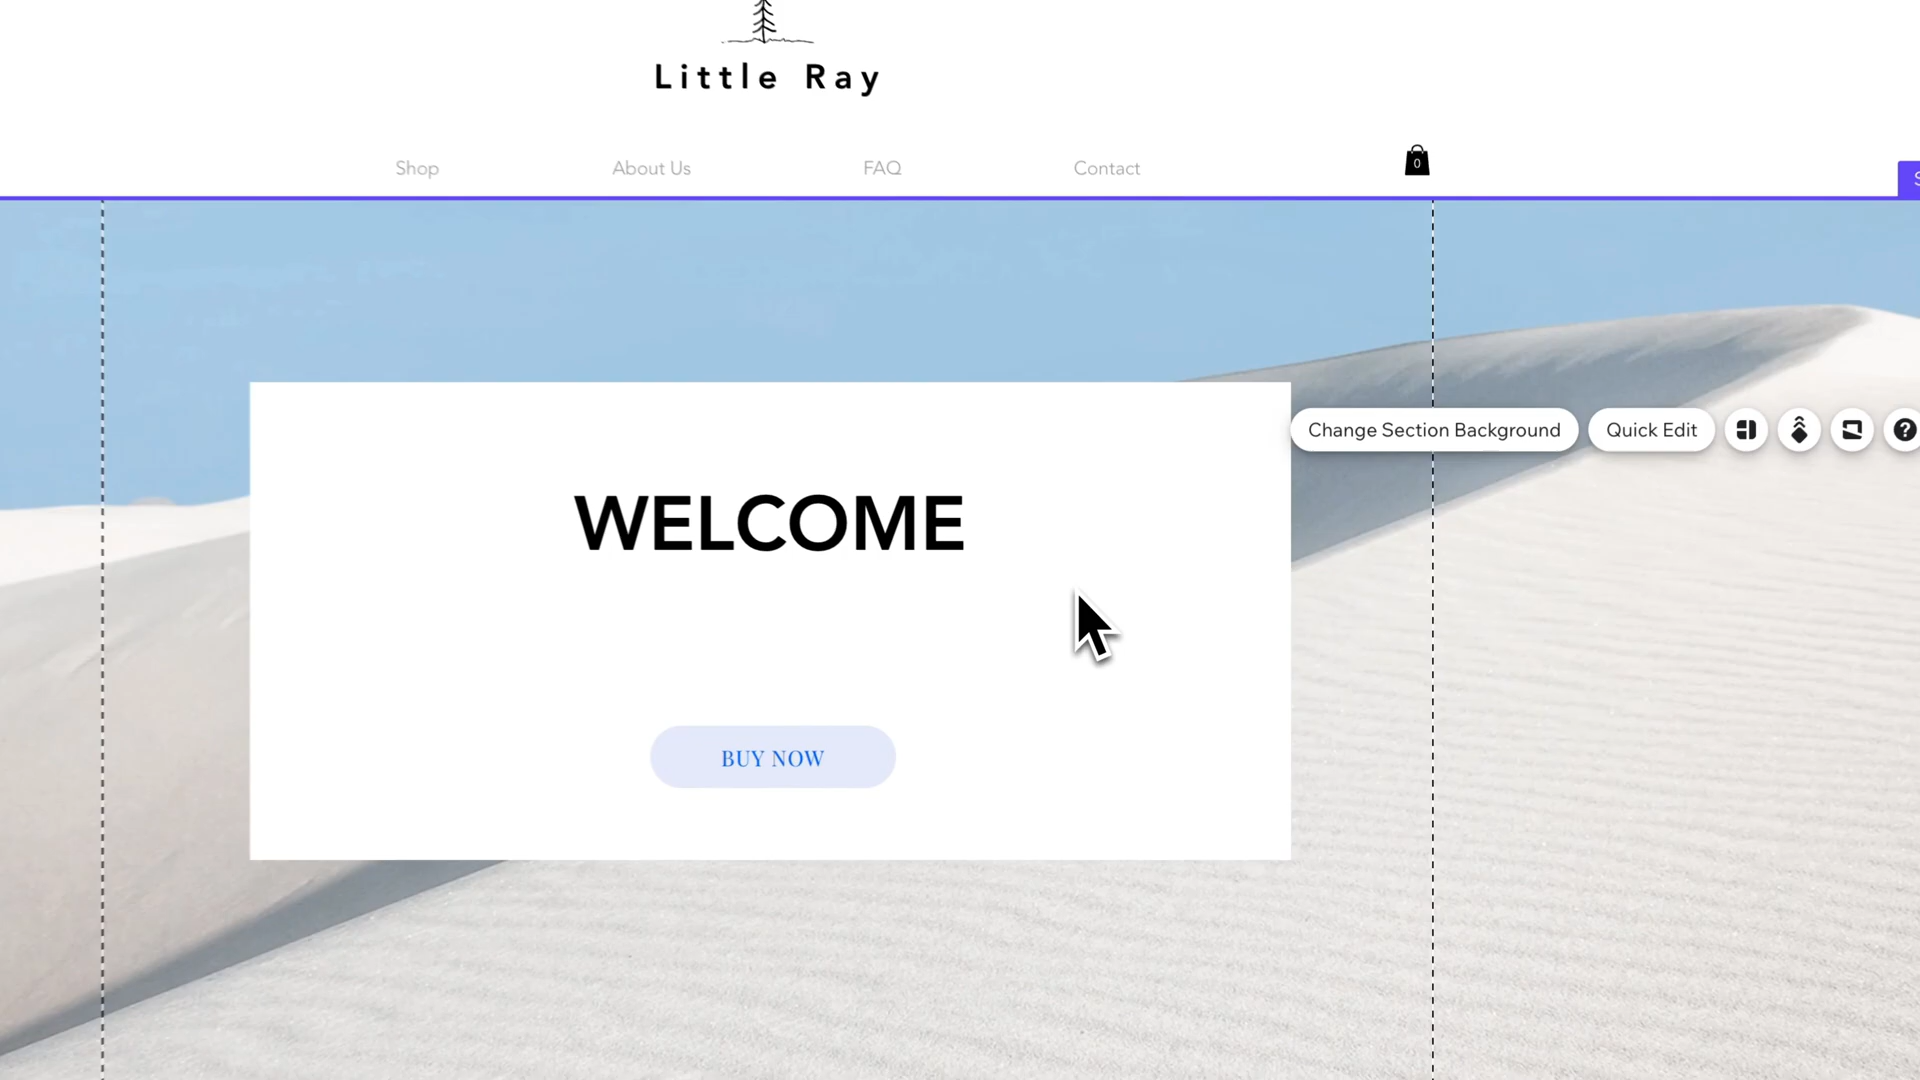 Little Ray
Shop About Us FAQ Contact 0
Change Section Background Quick Edit ?
WELCOME
BUY NOW